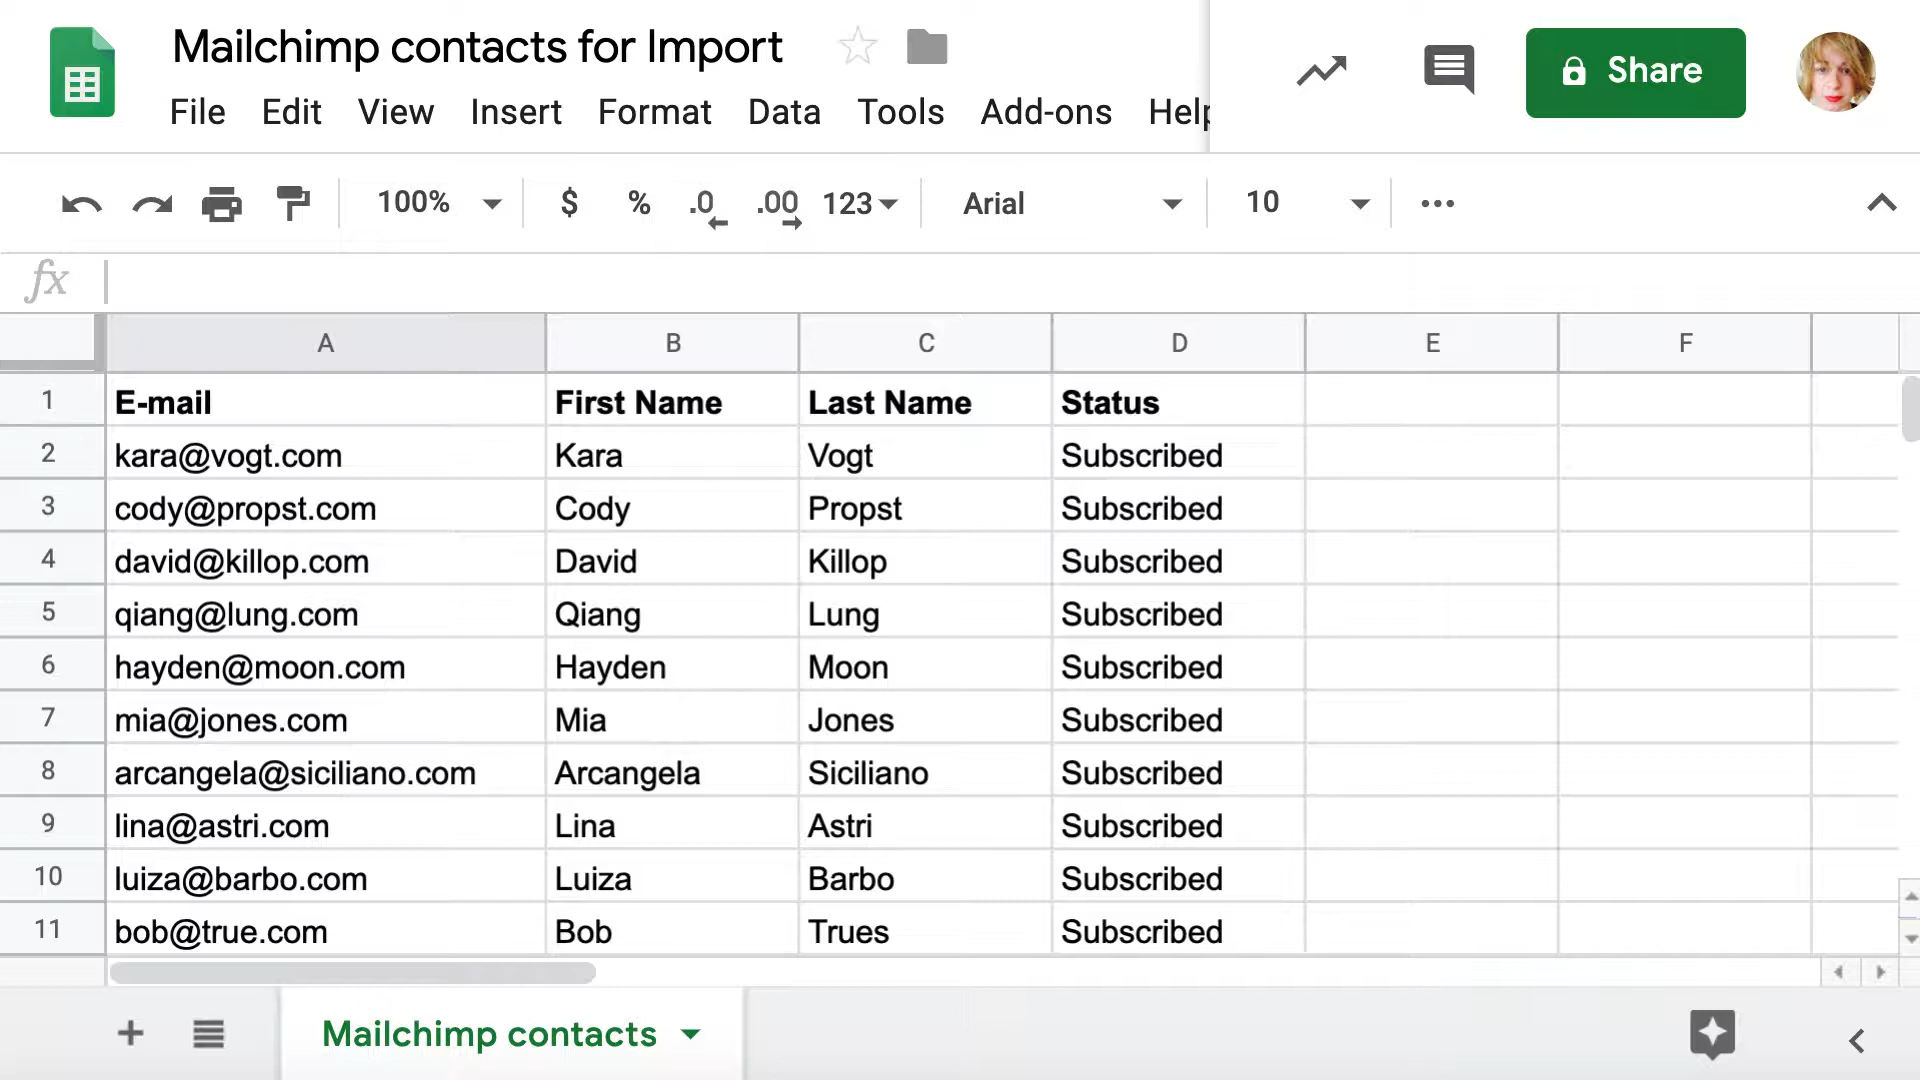 Mailchimp contacts for Import
File Edit View Insert Format Data Tools Add-ons Help
Share
100% $ % .0 .00 123 Arial 10
fx
A B C D E F
1 E-mail First Name Last Name Status
2 kara@vogt.com Kara Vogt Subscribed
3 cody@propst.com Cody Propst Subscribed
4 david@killop.com David Killop Subscribed
5 qiang@lung.com Qiang Lung Subscribed
6 hayden@moon.com Hayden Moon Subscribed
7 mia@jones.com Mia Jones Subscribed
8 arcangela@siciliano.com Arcangela Siciliano Subscribed
9 lina@astri.com Lina Astri Subscribed
10 luiza@barbo.com Luiza Barbo Subscribed
11 bob@true.com Bob Trues Subscribed
Mailchimp contacts